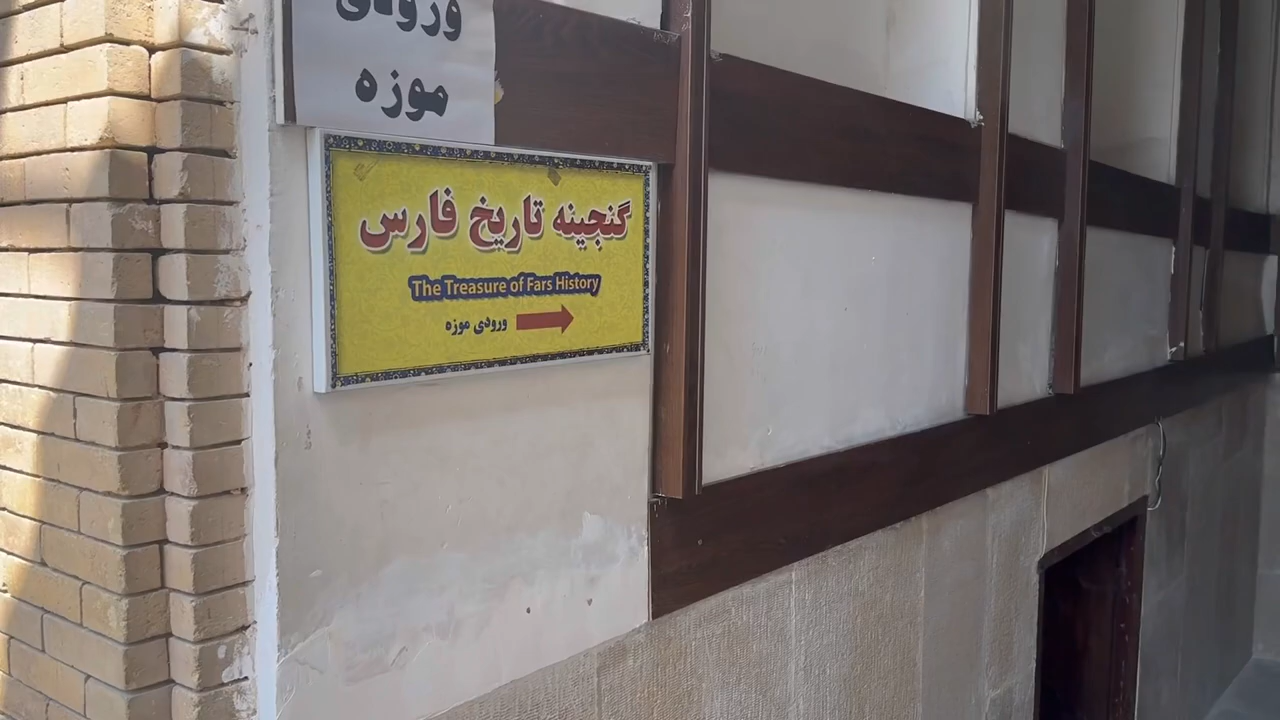 ورودی
موزه
گنجینه تاریخ فارس
The Treasure of Fars History
ورودی موزه